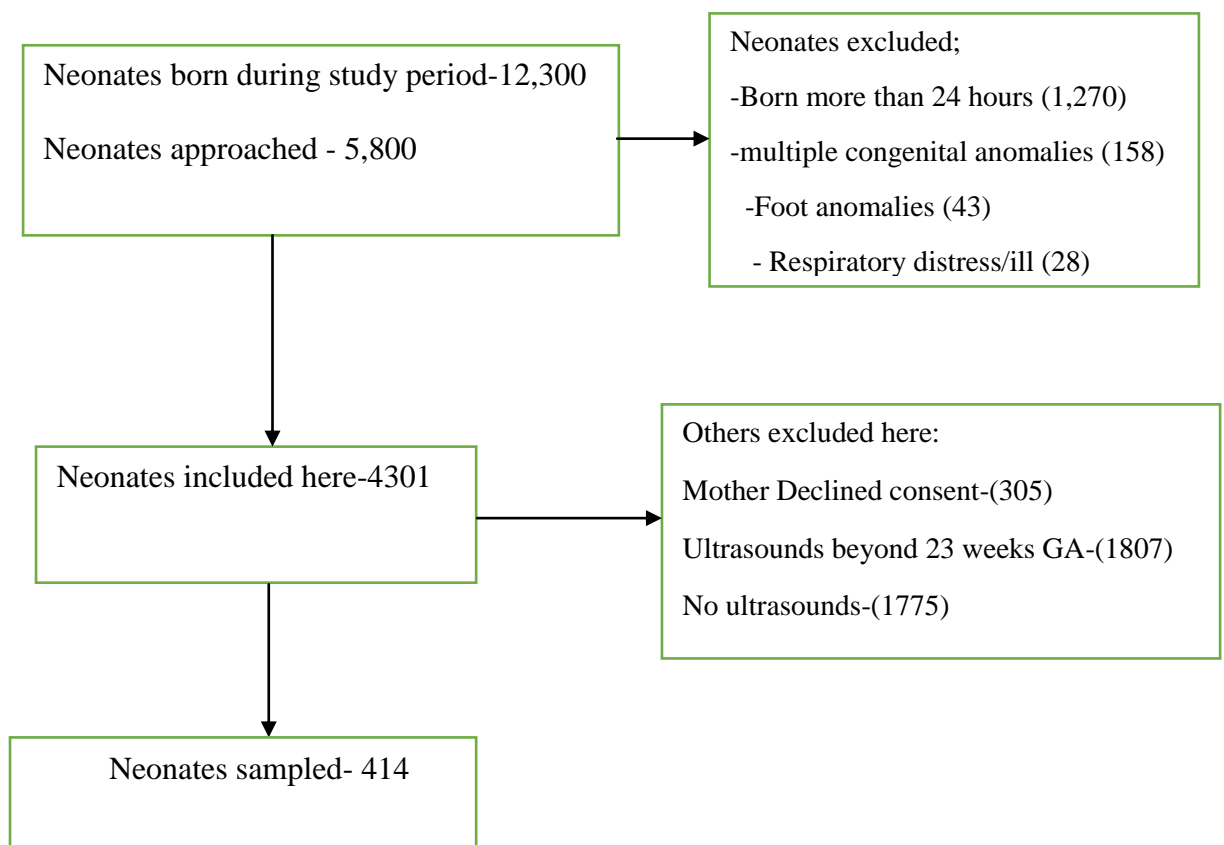 Neonates born during study period-12,300
Neonates approached - 5,800
Neonates excluded;
-Born more than 24 hours (1,270)
-multiple congenital anomalies (158)
-Foot anomalies (43)
- Respiratory distress/ill (28)
Neonates included here-4301
Others excluded here:
Mother Declined consent-(305)
Ultrasounds beyond 23 weeks GA-(1807)
No ultrasounds-(1775)
Neonates sampled- 414